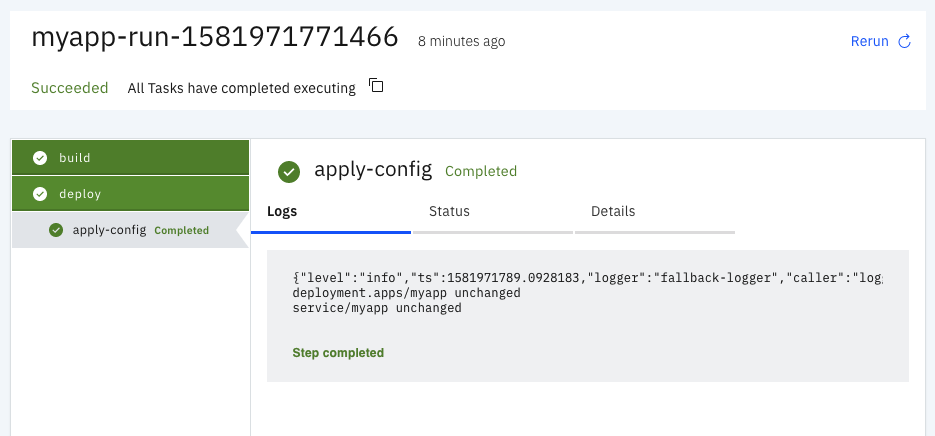 myapp-run-1581971771466 8 minutes ago Rerun
Succeeded All Tasks have completed executing
build
deploy
apply-config Completed
apply-config Completed
Logs Status Details
{"level":"info","ts":1581971789.0928183,"logger":"fallback-logger","caller":"log
deployment.apps/myapp unchanged
service/myapp unchanged
Step completed